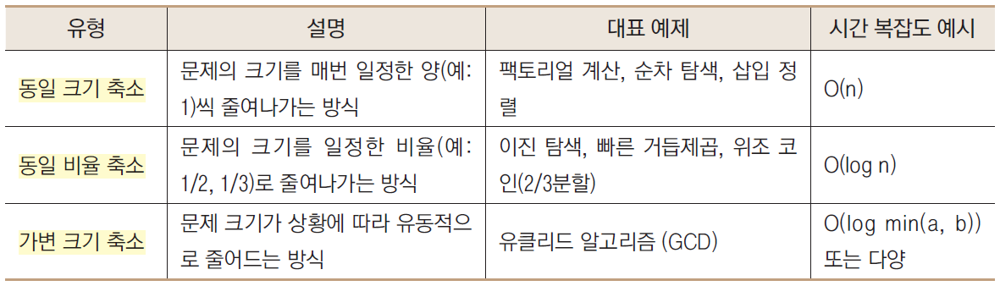 유형 설명 대표 예제 시간 복잡도 예시
동일 크기 축소
문제의 크기를 매번 일정한 양(예:
1)씩 줄여나가는 방식
팩토리얼 계산, 순차 탐색, 삽입 정
렬
O(n)
동일 비율 축소
문제의 크기를 일정한 비율(예:
1/2, 1/3)로 줄여나가는 방식
이진 탐색, 빠른 거듭제곱, 위조 코
인(2/3분할)
O(log n)
가변 크기 축소
문제 크기가 상황에 따라 유동적으
로 줄어드는 방식
유클리드 알고리즘 (GCD)
O(log min(a, b))
또는 다양